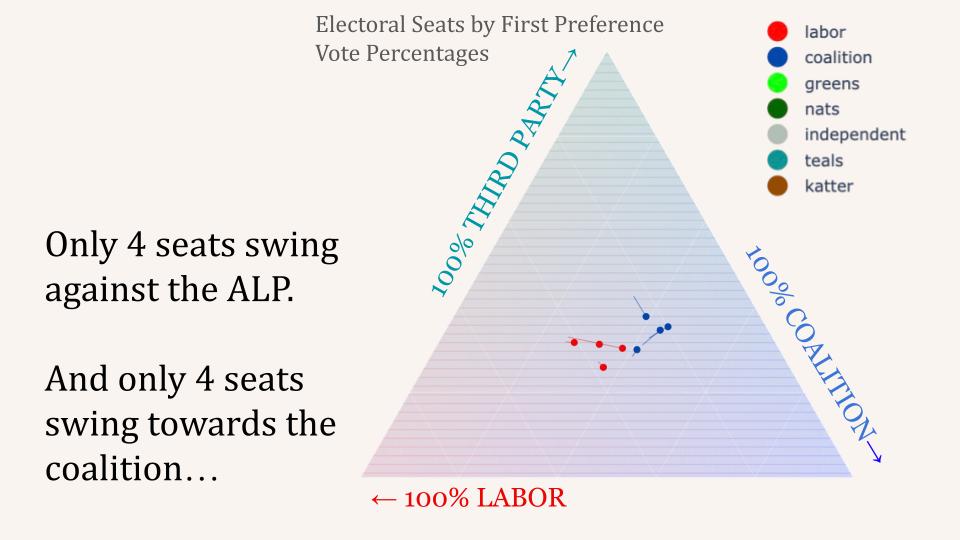 Electoral Seats by First Preference
Vote Percentages
labor
coalition
greens
nats
independent
teals
katter
100% THIRD PARTY→
100% COALITION→
Only 4 seats swing
against the ALP.
And only 4 seats
swing towards the
coalition…
← 100% LABOR